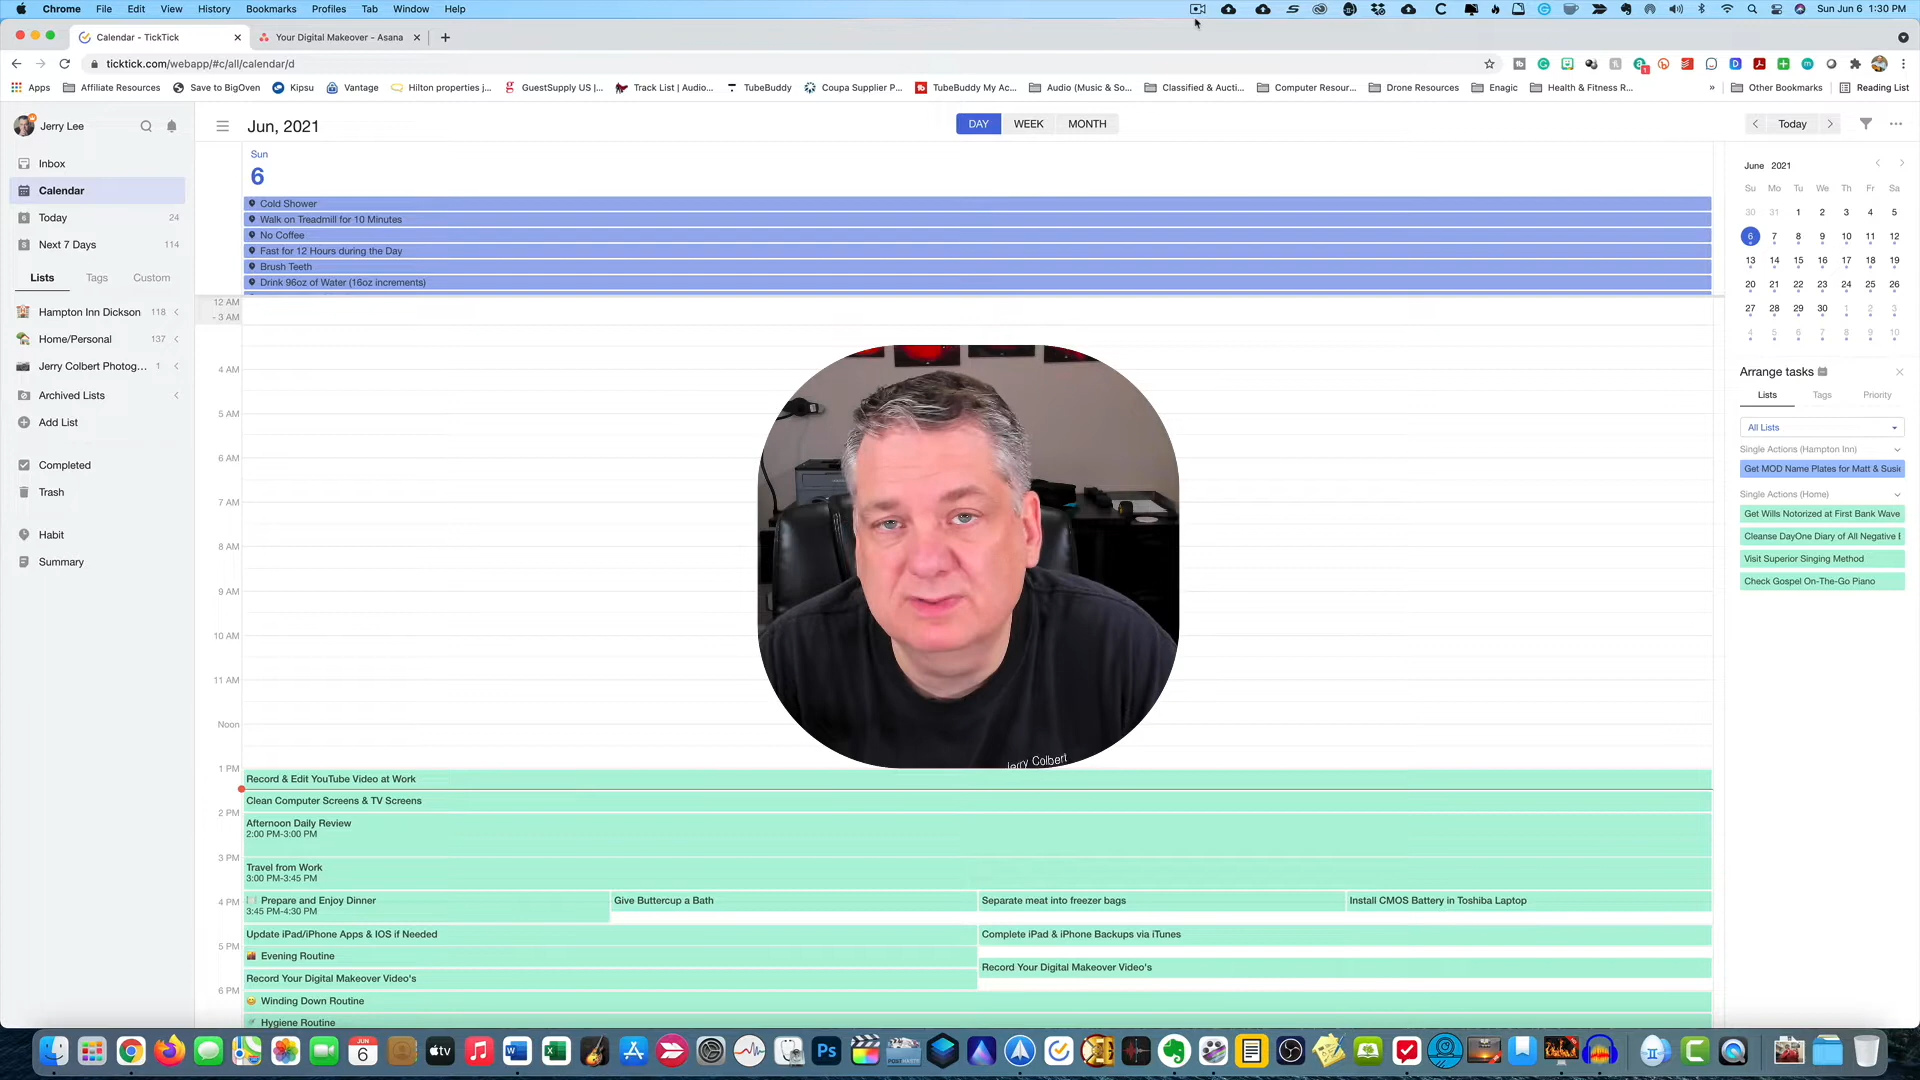 Chrome File Edit View History Bookmarks Profiles Tab Window Help Sun Jun 6 1:30 PM
Calendar - TickTick Your Digital Makeover - Asana
ticktick.com/webapp/#c/all/calendar/d
Apps Affiliate Resources Save to BigOven Kipsu Vantage Hilton properties j... GuestSupply US |... Track List | Audio... TubeBuddy Coupa Supplier P... TubeBuddy My Ac... Audio (Music & So... Classified & Aucti... Computer Resour... Drone Resources Enagic Health & Fitness R... » Other Bookmarks Reading List
Jerry Lee
Inbox
Calendar
Today 24
Next 7 Days 114
Lists Tags Custom
Hampton Inn Dickson 118
Home/Personal 137
Jerry Colbert Photog... 1
Archived Lists
Add List
Completed
Trash
Habit
Summary
Jun, 2021
DAY WEEK MONTH
Today
Sun
6
Cold Shower
Walk on Treadmill for 10 Minutes
No Coffee
Fast for 12 Hours during the Day
Brush Teeth
Drink 96oz of Water (16oz increments)
12 AM
- 3 AM
4 AM
5 AM
6 AM
7 AM
8 AM
9 AM
10 AM
11 AM
Noon
Jerry Colbert
1 PM
Record & Edit YouTube Video at Work
Clean Computer Screens & TV Screens
2 PM
Afternoon Daily Review
2:00 PM-3:00 PM
3 PM
Travel from Work
3:00 PM-3:45 PM
4 PM
Prepare and Enjoy Dinner
3:45 PM-4:30 PM
Give Buttercup a Bath
Separate meat into freezer bags
Install CMOS Battery in Toshiba Laptop
Update iPad/iPhone Apps & IOS if Needed
Complete iPad & iPhone Backups via iTunes
5 PM
Evening Routine
Record Your Digital Makeover Video's
Record Your Digital Makeover Video's
6 PM
Winding Down Routine
Hygiene Routine
June 2021
Su Mo Tu We Th Fr Sa
30 31 1 2 3 4 5
6 7 8 9 10 11 12
13 14 15 16 17 18 19
20 21 22 23 24 25 26
27 28 29 30 1 2 3
4 5 6 7 8 9 10
Arrange tasks
Lists Tags Priority
All Lists
Single Actions (Hampton Inn)
Get MOD Name Plates for Matt & Susie
Single Actions (Home)
Get Wills Notorized at First Bank Wave
Cleanse DayOne Diary of All Negative E
Visit Superior Singing Method
Check Gospel On-The-Go Piano
JUN
6
tv
Ps